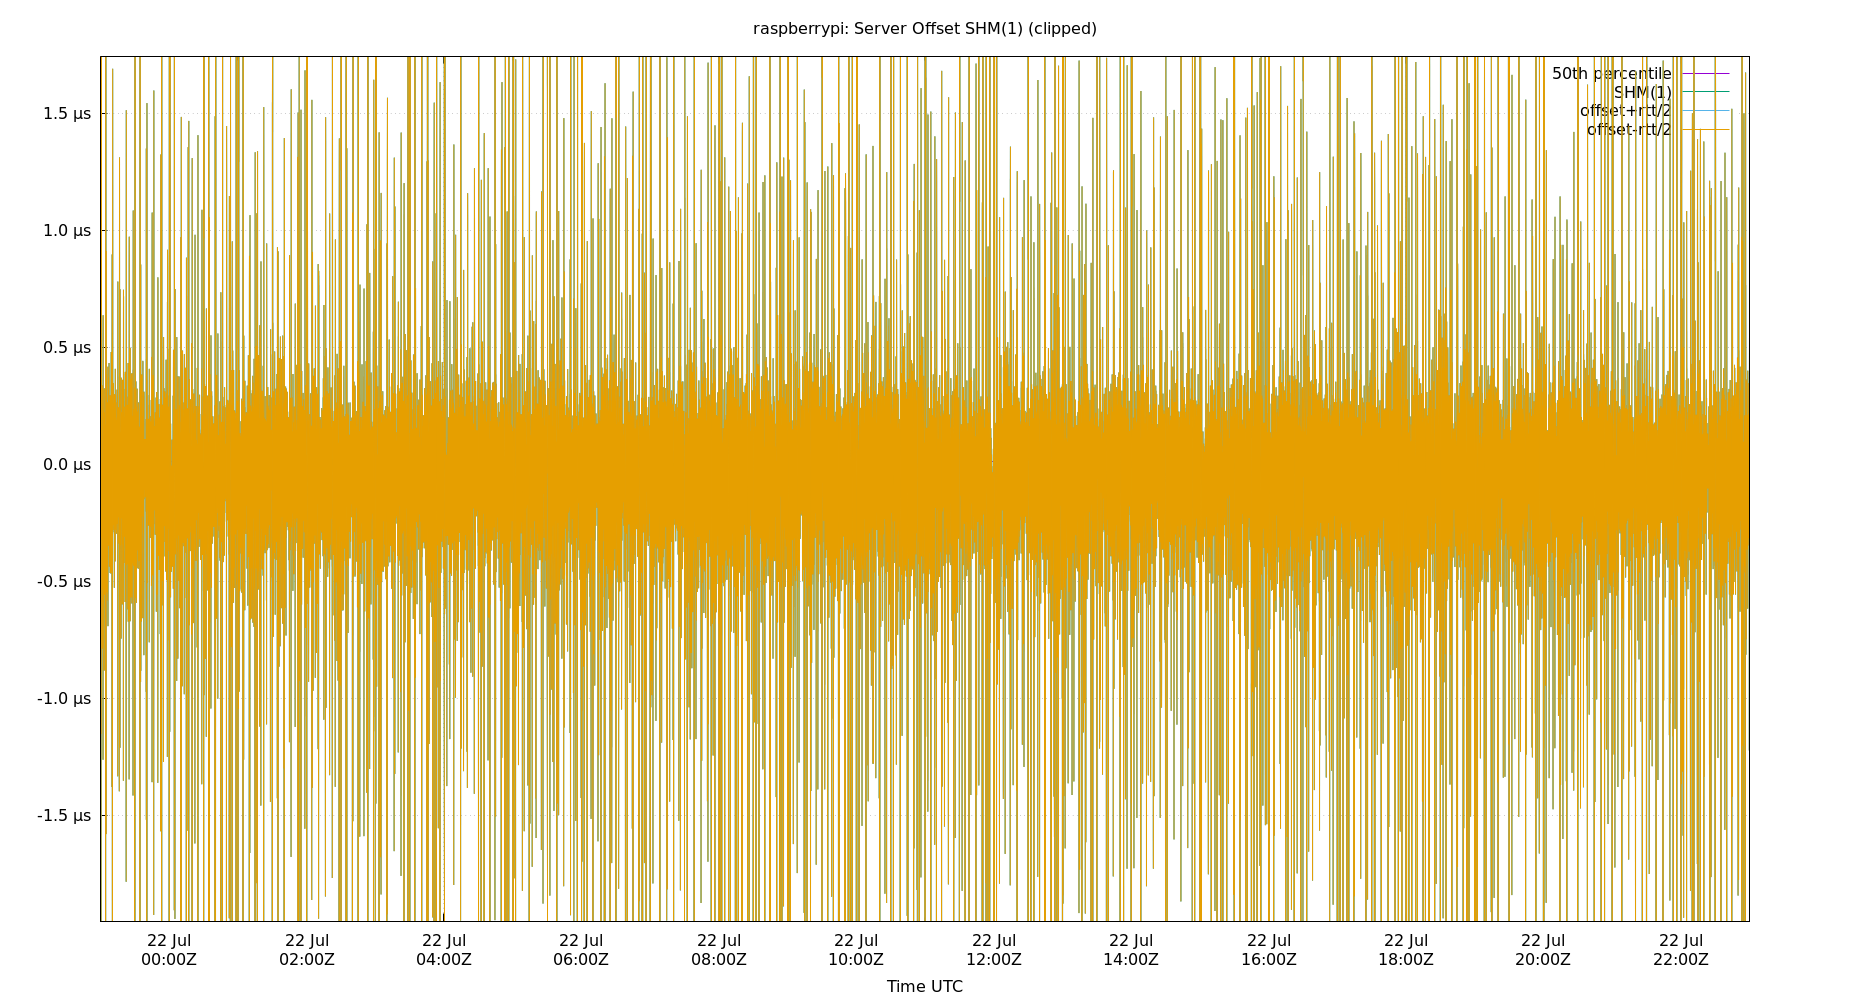 raspberrypi: Server Offset SHM(1) (clipped)
50th percentile
SHM(1)
offset+rtt/2
offset-rtt/2
1.5 µs
1.0 µs
0.5 µs
0.0 µs
-0.5 µs
-1.0 µs
-1.5 µs
22 Jul 22 Jul 22 Jul 22 Jul 22 Jul 22 Jul 22 Jul 22 Jul 22 Jul 22 Jul 22 Jul 22 Jul
00:00Z 02:00Z 04:00Z 06:00Z 08:00Z 10:00Z 12:00Z 14:00Z 16:00Z 18:00Z 20:00Z 22:00Z
Time UTC